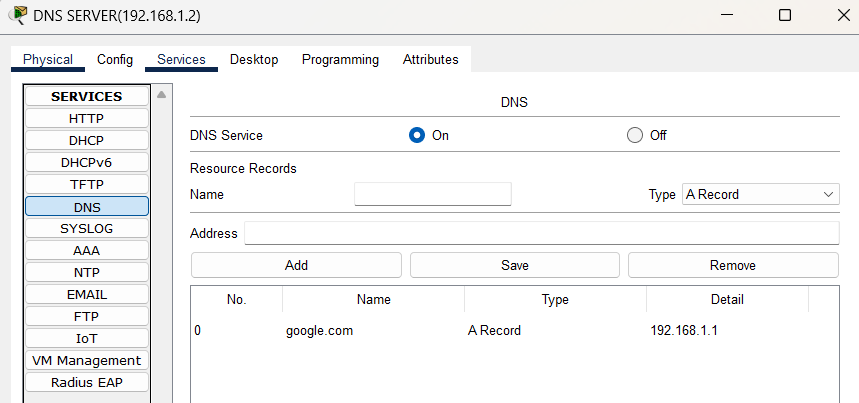 DNS SERVER(192.168.1.2)
Physical Config Services Desktop Programming Attributes
SERVICES
HTTP
DHCP
DHCPv6
TFTP
DNS
SYSLOG
AAA
NTP
EMAIL
FTP
IoT
VM Management
Radius EAP
DNS
DNS Service On Off
Resource Records
Name Type A Record
Address
Add Save Remove
No. Name Type Detail
0 google.com A Record 192.168.1.1